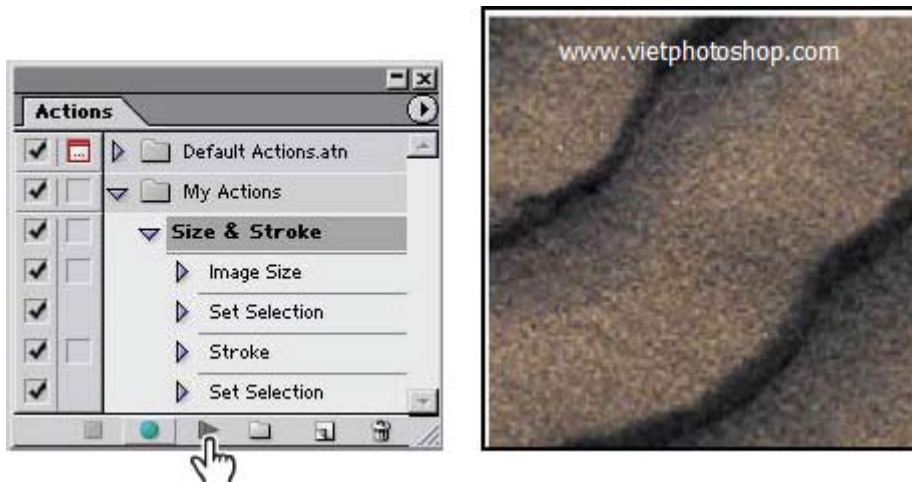 Actions
Default Actions.atn
My Actions
Size & Stroke
Image Size
Set Selection
Stroke
Set Selection
www.vietphotoshop.com